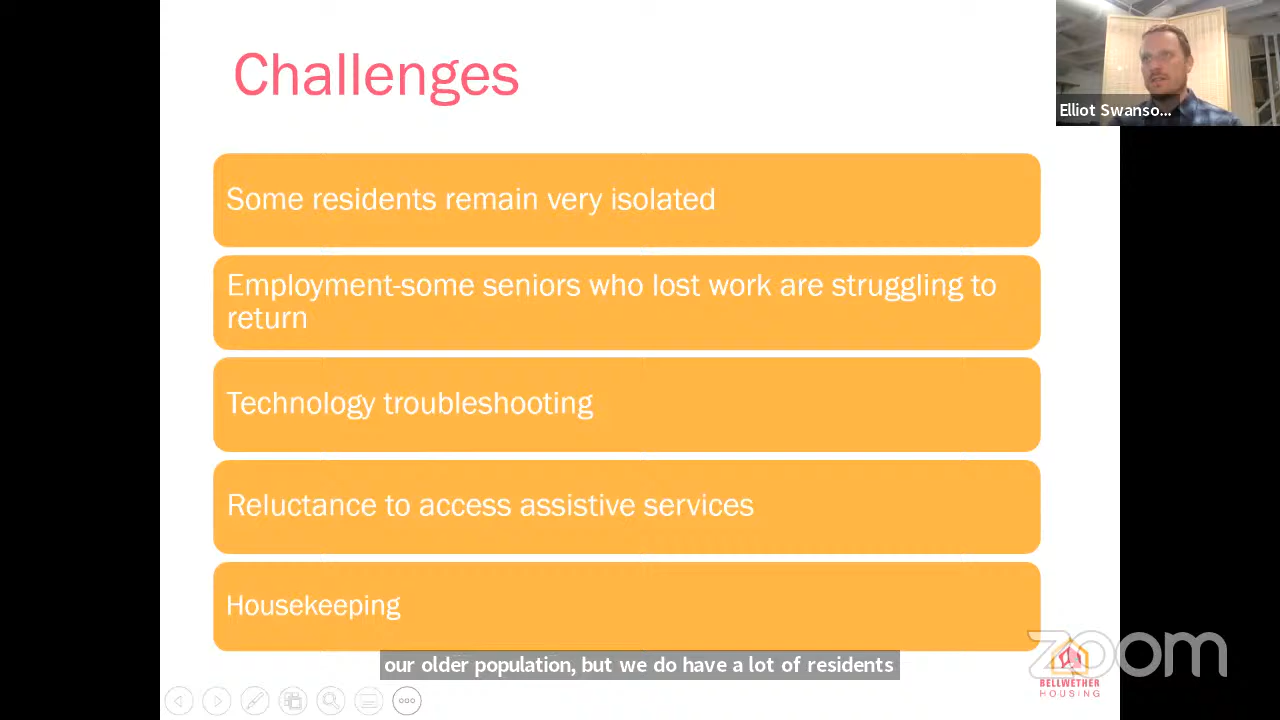 Challenges
Elliot Swanso...
Some residents remain very isolated
Employment-some seniors who lost work are struggling to
return
Technology troubleshooting
Reluctance to access assistive services
Housekeeping
our older population, but we do have a lot of residents
zoom
BELLWETHER
HOUSING